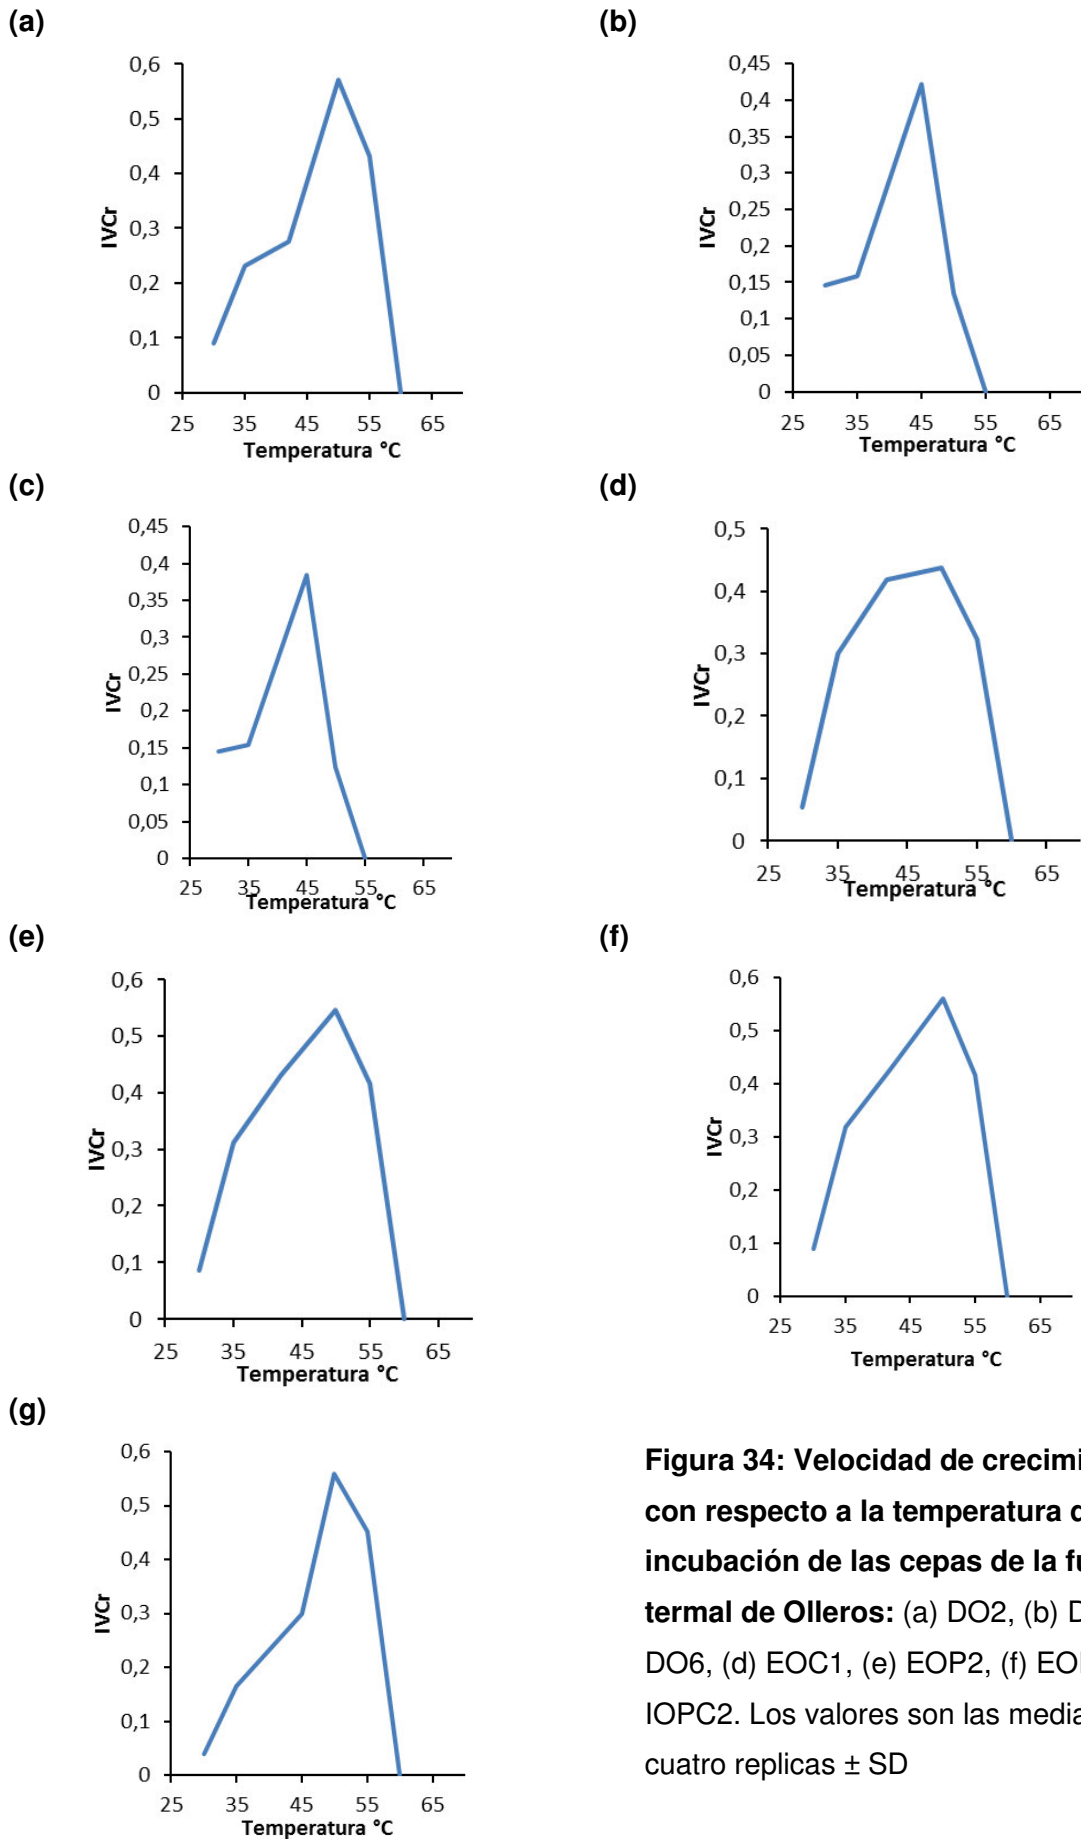 (a)
0,6
0,5
0,4
0,3
0,2
0,1
0
IVCr
25 35 45 55 65
Temperatura °C
(b)
0,45
0,4
0,35
0,3
0,25
0,2
0,15
0,1
0,05
0
IVCr
25 35 45 55 65
Temperatura °C
(c)
0,45
0,4
0,35
0,3
0,25
0,2
0,15
0,1
0,05
0
IVCr
25 35 45 55 65
Temperatura °C
(d)
0,5
0,4
0,3
0,2
0,1
0
IVCr
25 35 45 55 65
Temperatura °C
(e)
0,6
0,5
0,4
0,3
0,2
0,1
0
IVCr
25 35 45 55 65
Temperatura °C
(f)
0,6
0,5
0,4
0,3
0,2
0,1
0
IVCr
25 35 45 55 65
Temperatura °C
(g)
0,6
0,5
0,4
0,3
0,2
0,1
0
IVCr
25 35 45 55 65
Temperatura °C
Figura 34: Velocidad de crecimi
con respecto a la temperatura
incubación de las cepas de la
termal de Olleros: (a) DO2, (b)
DO6, (d) EOC1, (e) EOP2, (f)
IOPC2. Los valores son las media
cuatro replicas ± SD